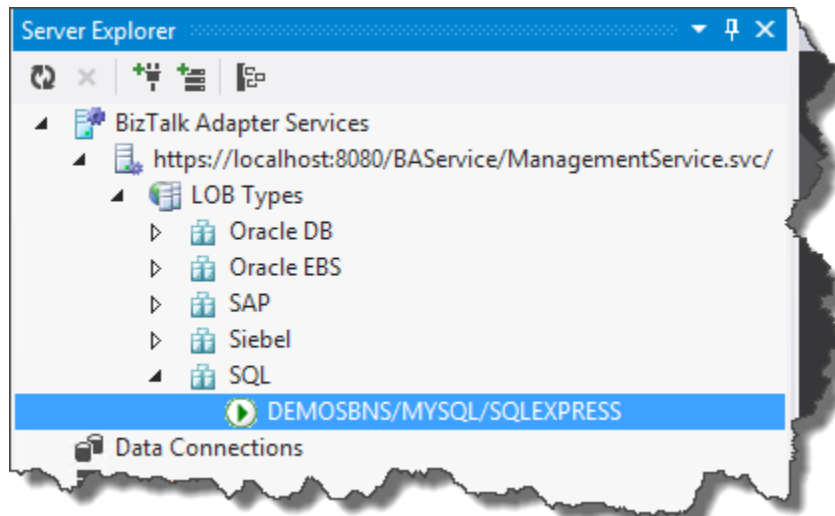 Server Explorer
BizTalk Adapter Services
https://localhost:8080/BAService/ManagementService.svc/
LOB Types
Oracle DB
Oracle EBS
SAP
Siebel
SQL
DEMOSBNS/MYSQL/SQLEXPRESS
Data Connections